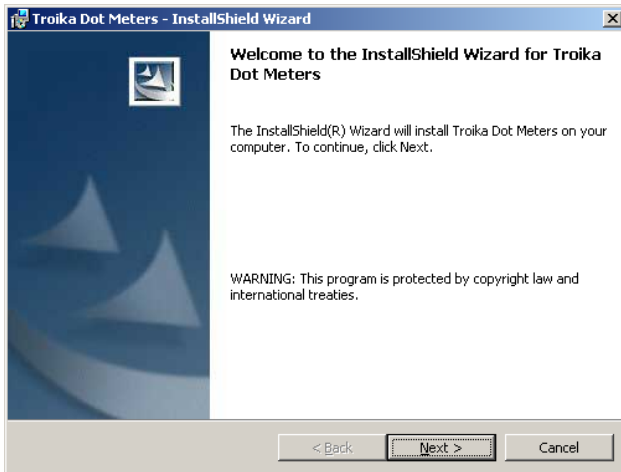 Troika Dot Meters - InstallShield Wizard
Welcome to the InstallShield Wizard for Troika
Dot Meters
The InstallShield(R) Wizard will install Troika Dot Meters on your
computer. To continue, click Next.
WARNING: This program is protected by copyright law and
international treaties.
< Back Next > Cancel